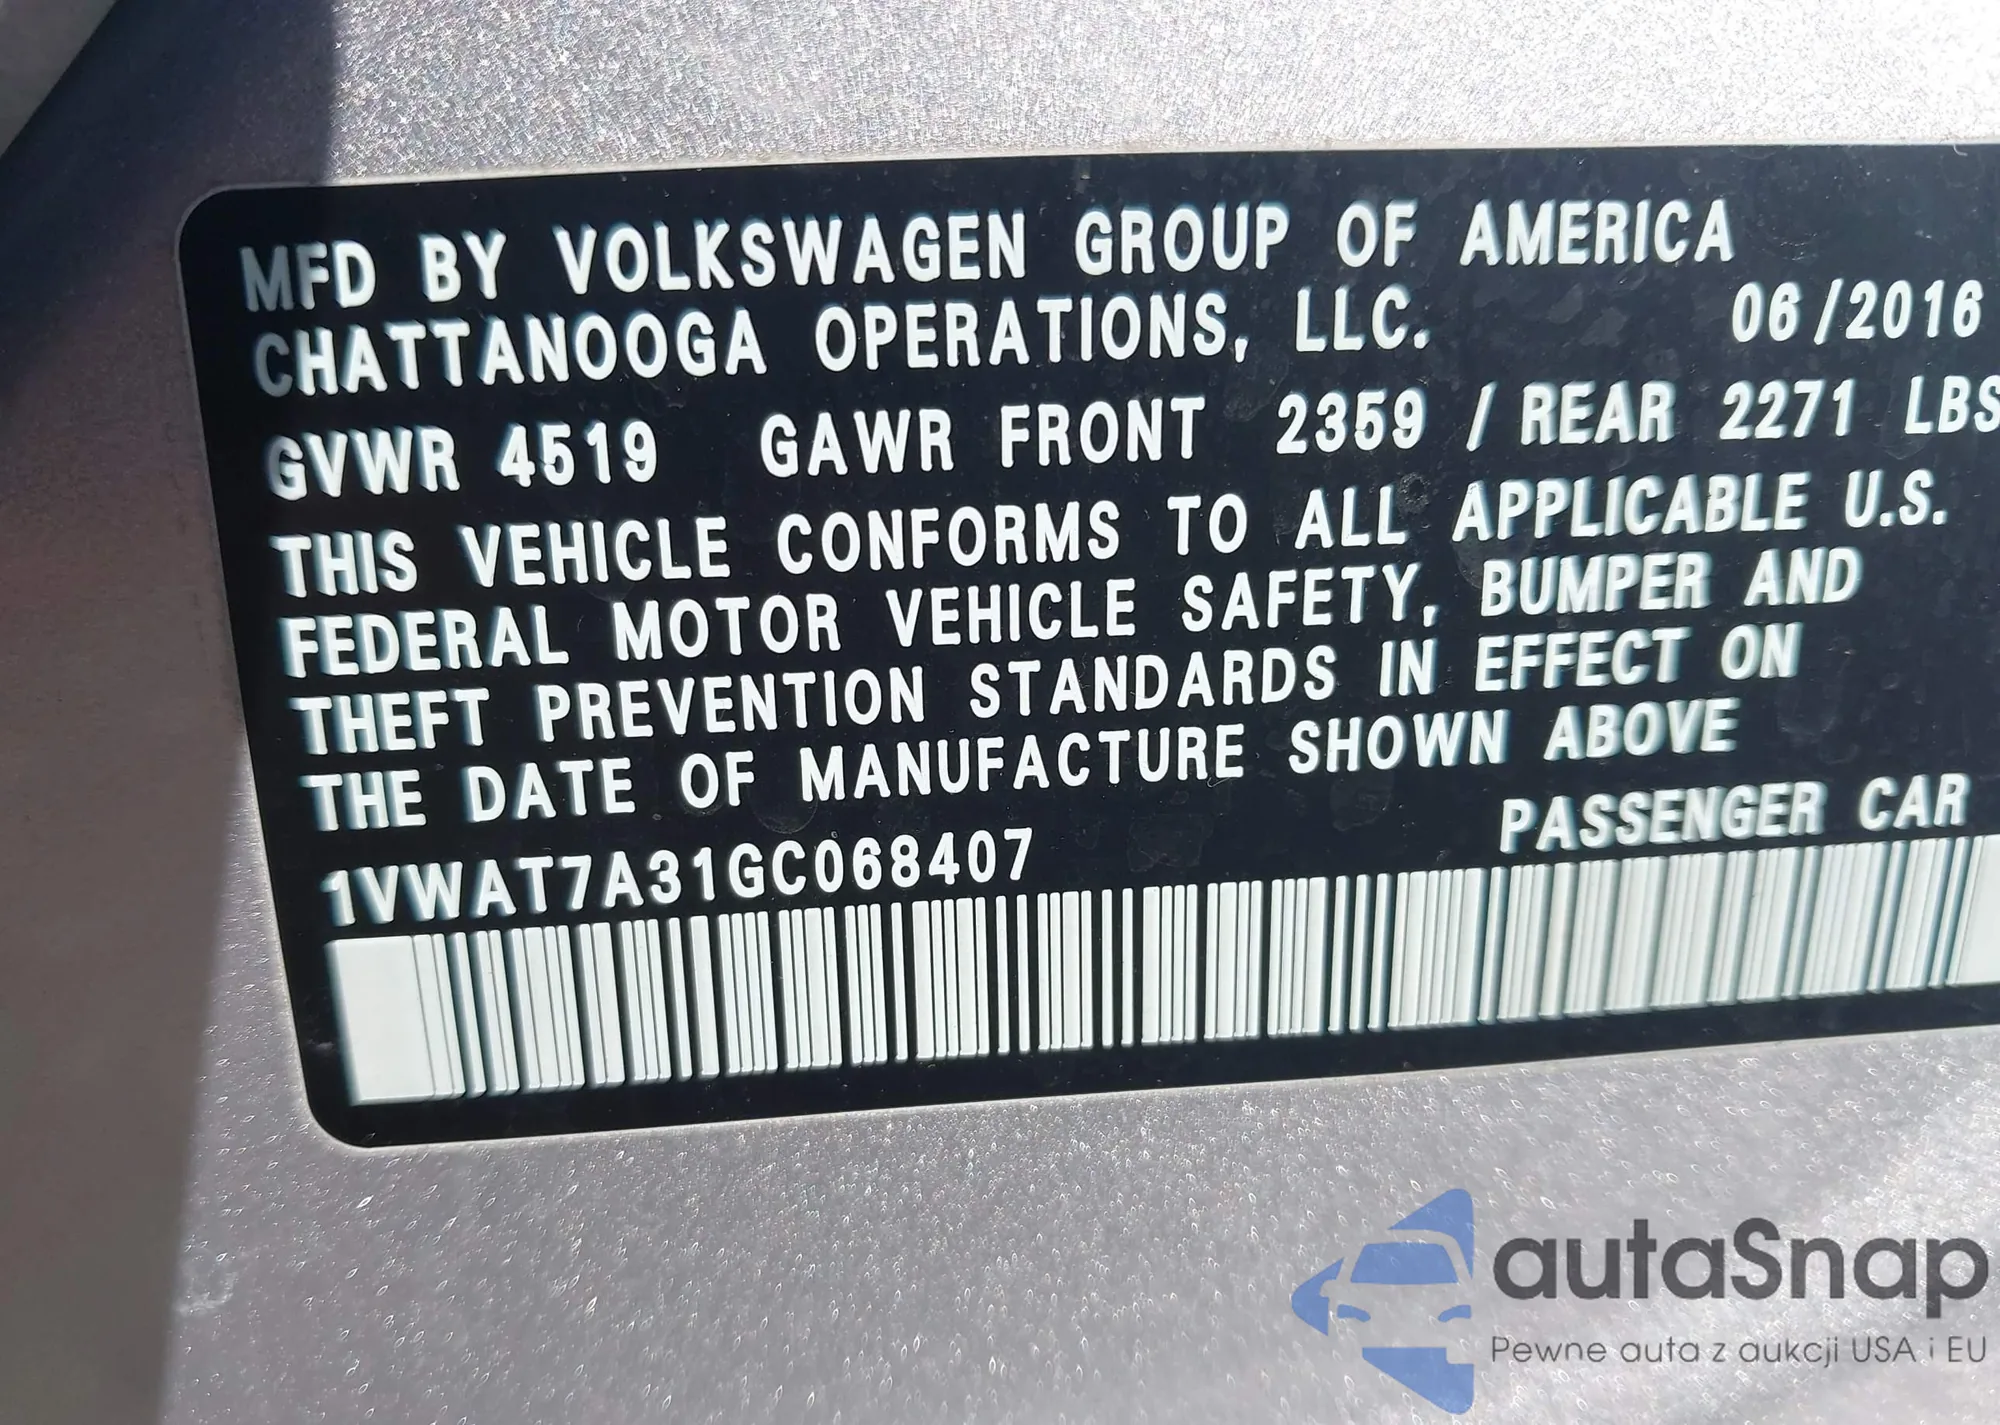 MFD BY VOLKSWAGEN GROUP OF AMERICA
CHATTANOOGA OPERATIONS, LLC. 06/2016
GVWR 4519 GAWR FRONT 2359 / REAR 2271 LBS
THIS VEHICLE CONFORMS TO ALL APPLICABLE U.S.
FEDERAL MOTOR VEHICLE SAFETY, BUMPER AND
THEFT PREVENTION STANDARDS IN EFFECT ON
THE DATE OF MANUFACTURE SHOWN ABOVE
1VWAT7A31GC068407 PASSENGER CAR
autaSnap
Pewne auta z aukcji USA i EU